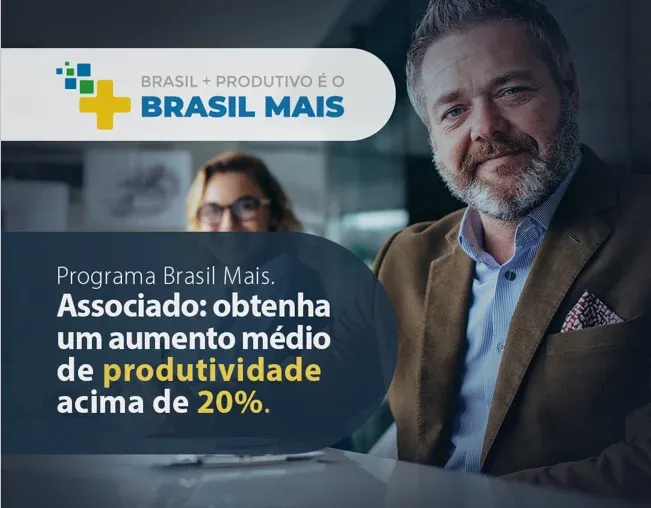 BRASIL + PRODUTIVO É O
BRASIL MAIS
Programa Brasil Mais.
Associado: obtenha
um aumento médio
de produtividade
acima de 20%.